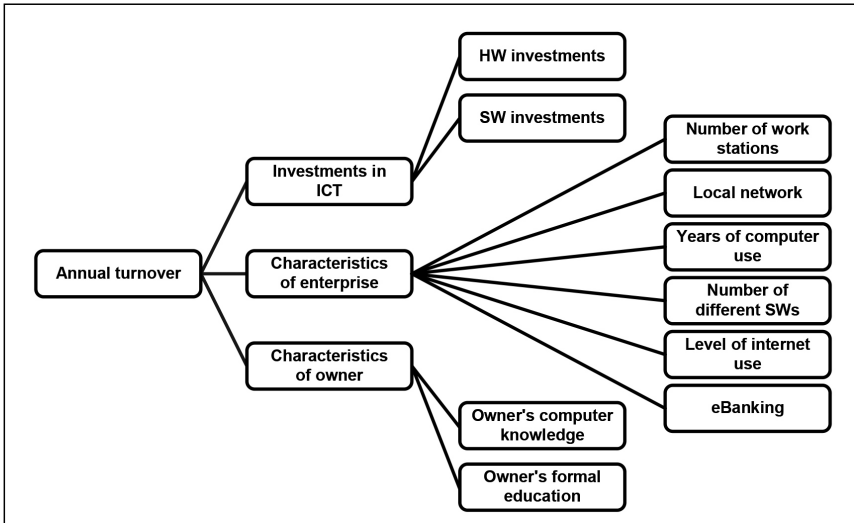 HW investments
SW investments
Number of work
stations
Investments in
ICT
Local network
Years of computer
use
Annual turnover
Characteristics
of enterprise
Number of
different SWs
Level of internet
use
Characteristics
of owner
eBanking
Owner's computer
knowledge
Owner's formal
education